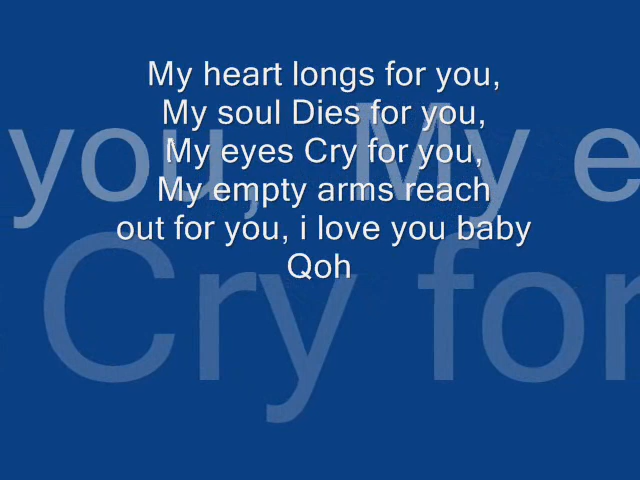 My heart longs for you,
My soul Dies for you,
My eyes Cry for you,
My empty arms reach
out for you, i love you baby
Qoh
you, My e
Cry for